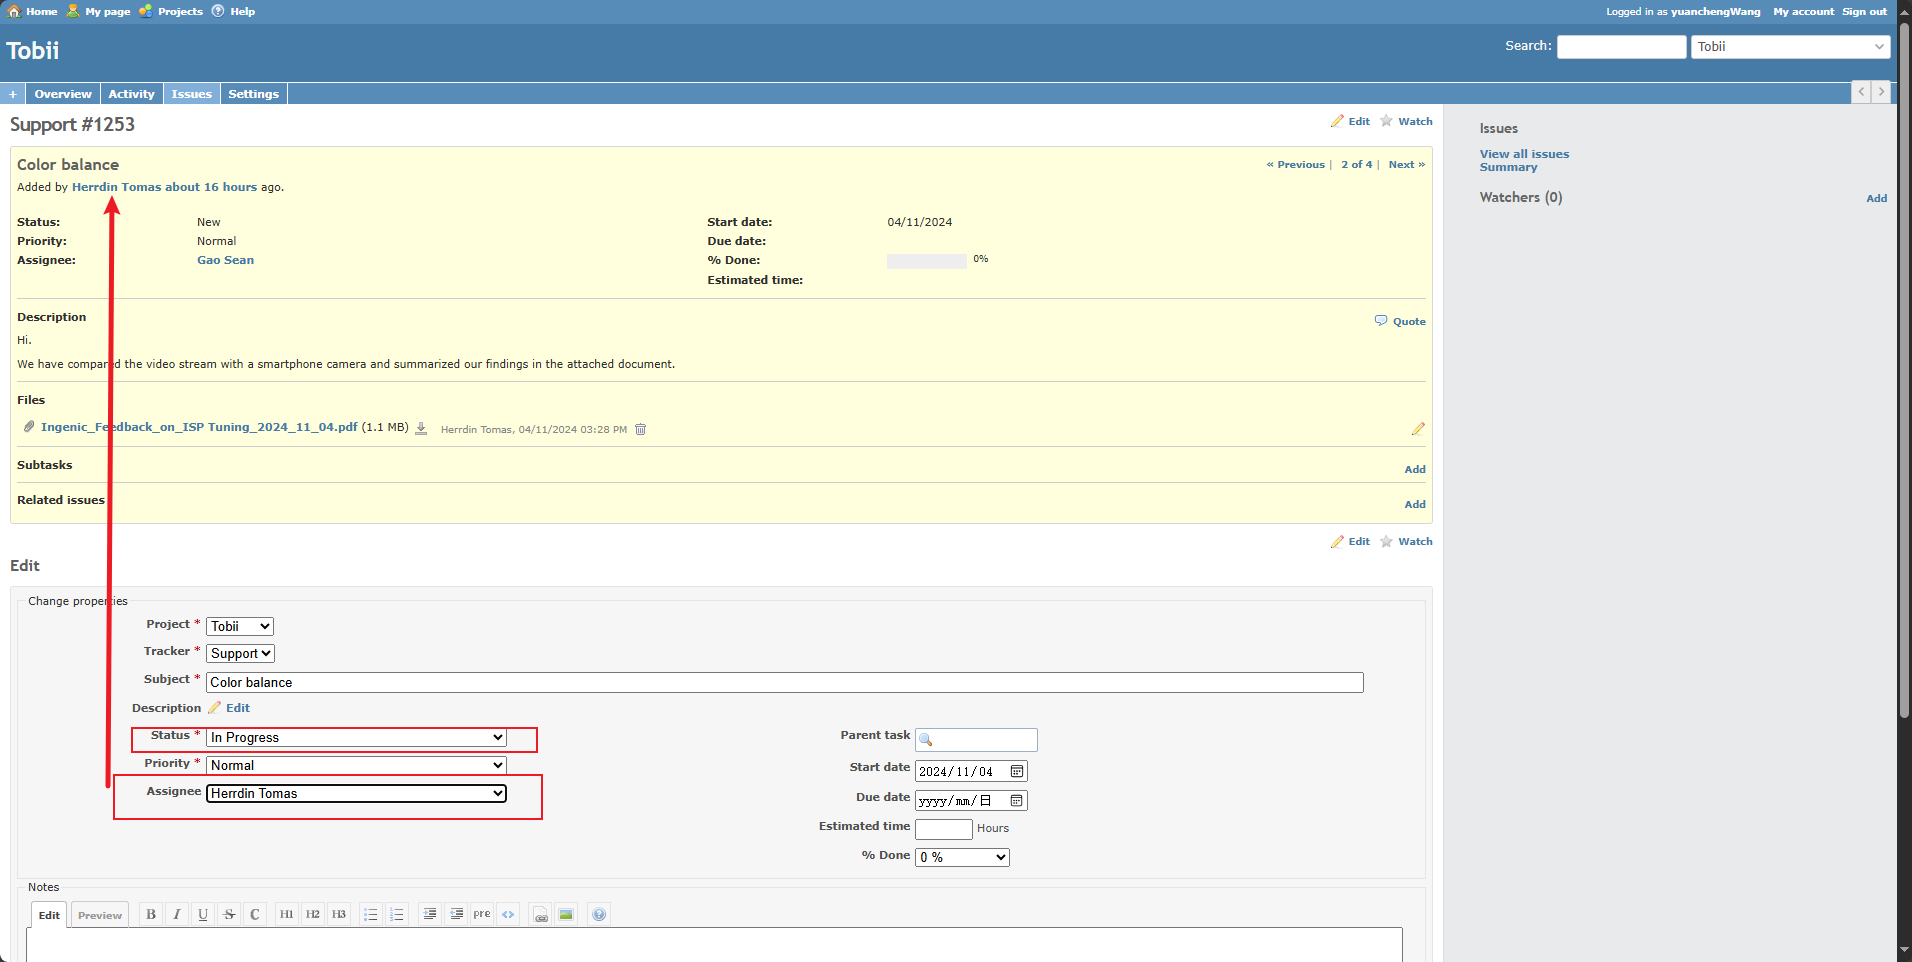 Home My page Projects Help
Logged in as yuanchengWang My account Sign out
Tobii
Search: Tobii
+ Overview Activity Issues Settings
Support #1253
Edit Watch
Color balance
« Previous | 2 of 4 | Next »
Added by Herrdin Tomas about 16 hours ago.
Status: New
Start date: 04/11/2024
Priority: Normal
Due date:
Assignee: Gao Sean
% Done: 0%
Estimated time:
Description
Quote
Hi.
We have compared the video stream with a smartphone camera and summarized our findings in the attached document.
Files
Ingenic_Feedback_on_ISP Tuning_2024_11_04.pdf (1.1 MB) Herrdin Tomas, 04/11/2024 03:28 PM
Subtasks
Add
Related issues
Add
Edit Watch
Issues
View all issues
Summary
Watchers (0)
Add
Edit
Change properties
Project * Tobii
Tracker * Support
Subject * Color balance
Description Edit
Status * In Progress
Priority * Normal
Assignee Herrdin Tomas
Parent task
Start date 2024/11/04
Due date yyyy/mm/日
Estimated time Hours
% Done 0 %
Notes
Edit Preview B I U S C H1 H2 H3 pre <>